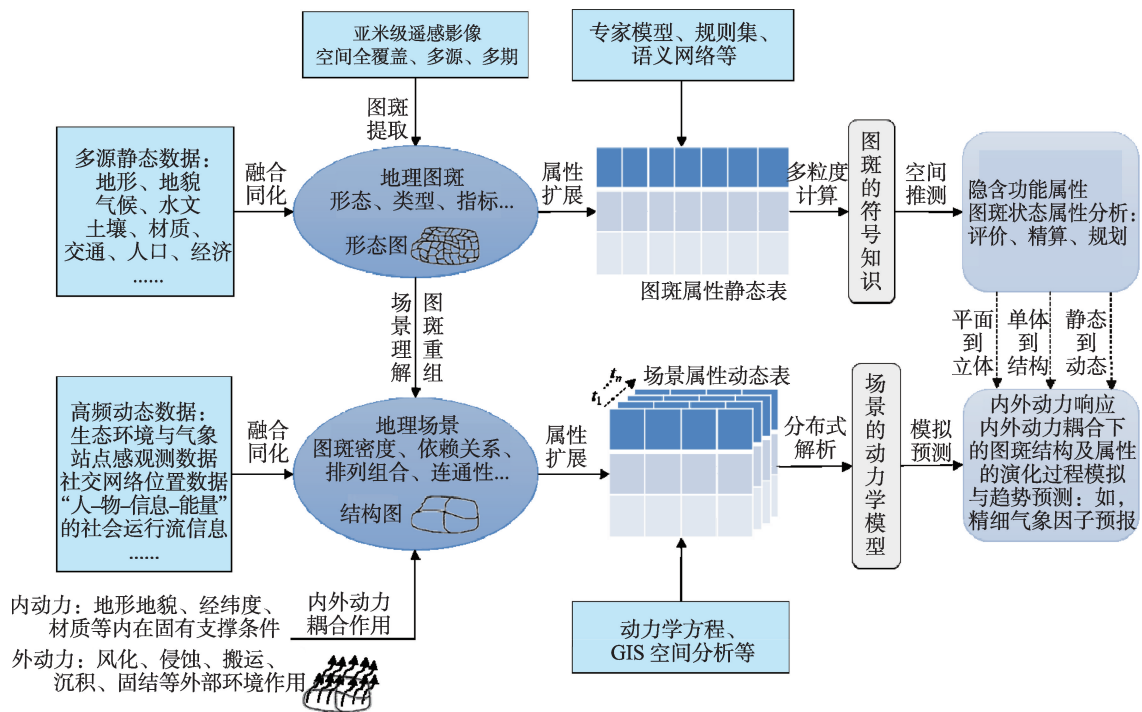 亚米级遥感影像
空间全覆盖、多源、多期
专家模型、规则集、
语义网络等
图斑
提取
多源静态数据：
地形、地貌
气候、水文
土壤、材质、
交通、人口、经济
......
融合
同化
地理图斑
形态、类型、指标...
形态图
属性
扩展
图斑属性静态表
多粒度
计算
图斑的符号知识
空间
推测
隐含功能属性
图斑状态属性分析：
评价、精算、规划
场景理解
图斑重组
平面
到
立体
单体
到
结构
静态
到
动态
高频动态数据：
生态环境与气象
站点感观测数据
社交网络位置数据
“人–物–信息–能量”
的社会运行流信息
......
融合
同化
地理场景
图斑密度、依赖关系、
排列组合、连通性...
结构图
属性
扩展
t1
tn
场景属性动态表
分布式
解析
场景的动力学模型
模拟
预测
内外动力响应
内外动力耦合下
的图斑结构及属性
的演化过程模拟
与趋势预测：如，
精细气象因子预报
内动力：地形地貌、经纬度、
材质等内在固有支撑条件
内外动力
耦合作用
外动力：风化、侵蚀、搬运、
沉积、固结等外部环境作用
动力学方程、
GIS 空间分析等